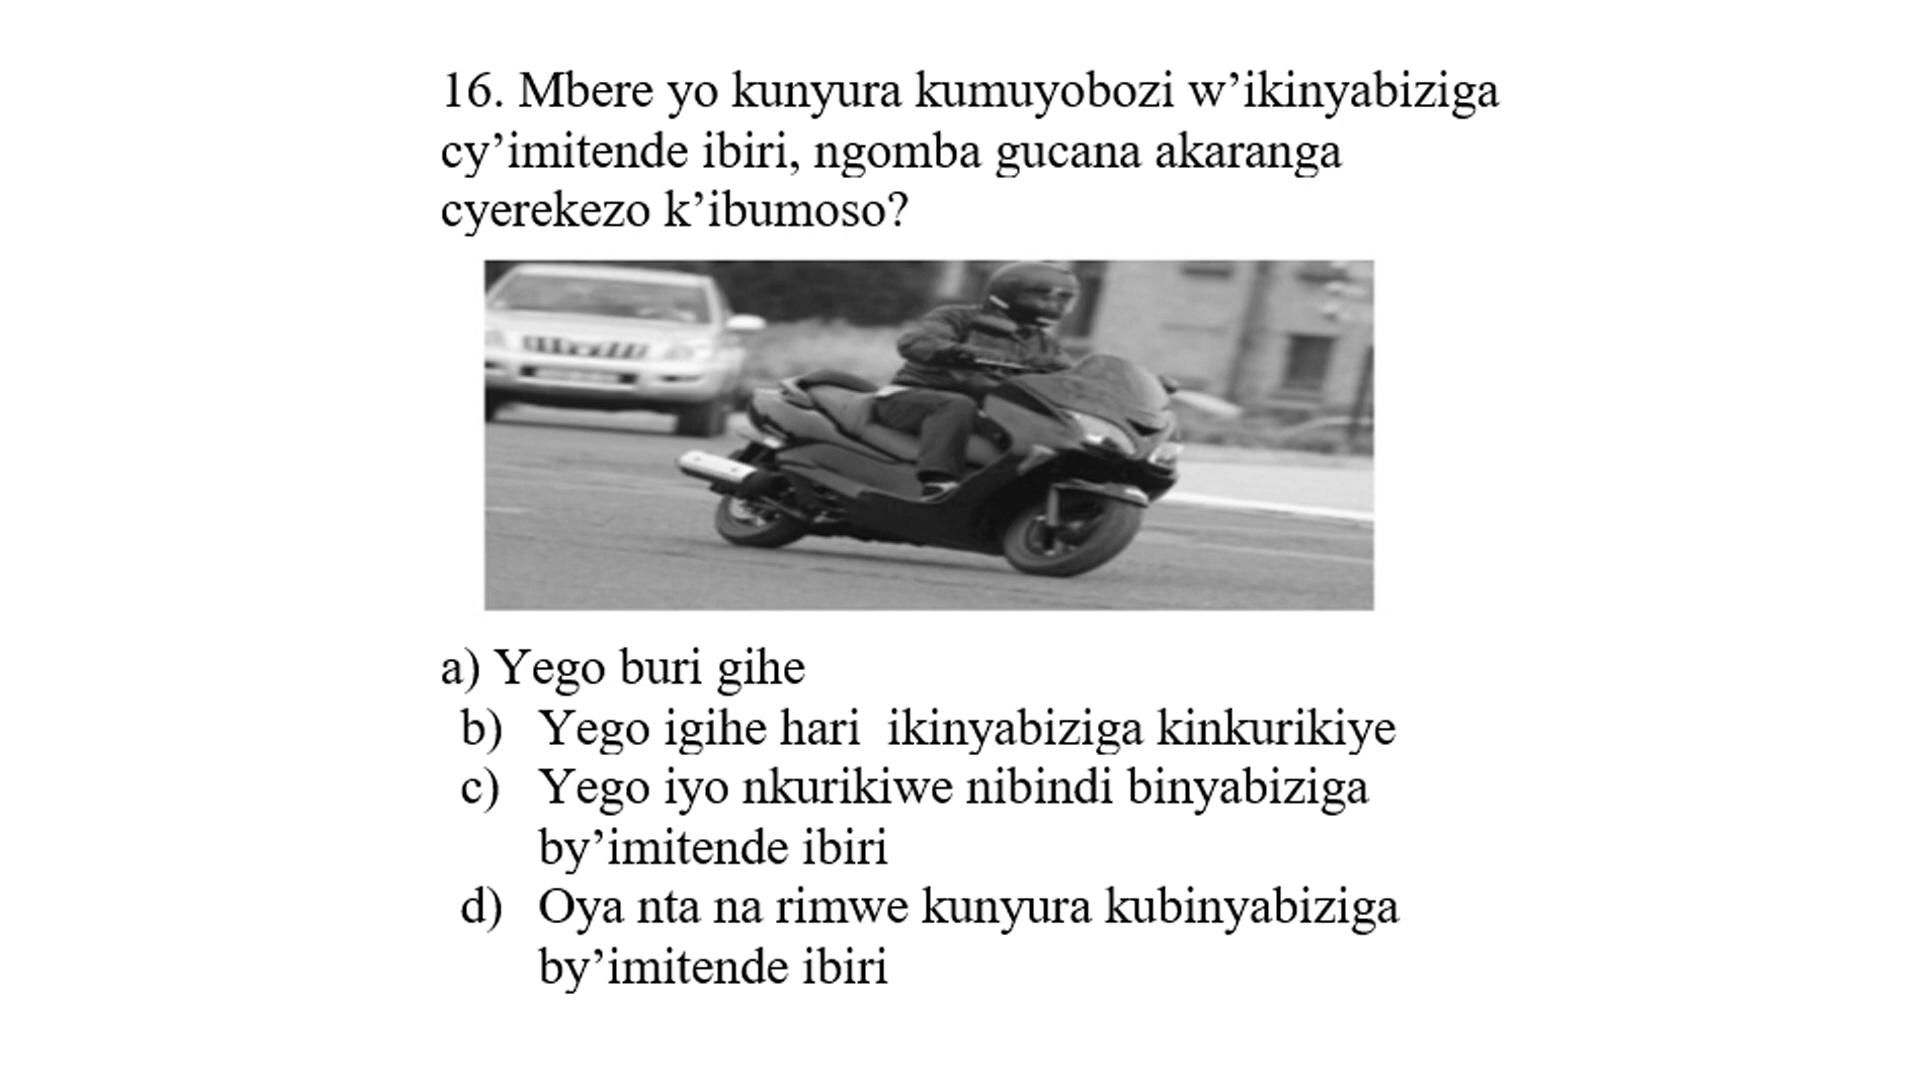 16. Mbere yo kunyura kumuyobozi w’ikinyabiziga
cy’imitende ibiri, ngomba gucana akaranga
cyerekezo k’ibumoso?
a) Yego buri gihe
b) Yego igihe hari ikinyabiziga kinkurikiye
c) Yego iyo nkurikiwe nibindi binyabiziga
by’imitende ibiri
d) Oya nta na rimwe kunyura kubinyabiziga
by’imitende ibiri